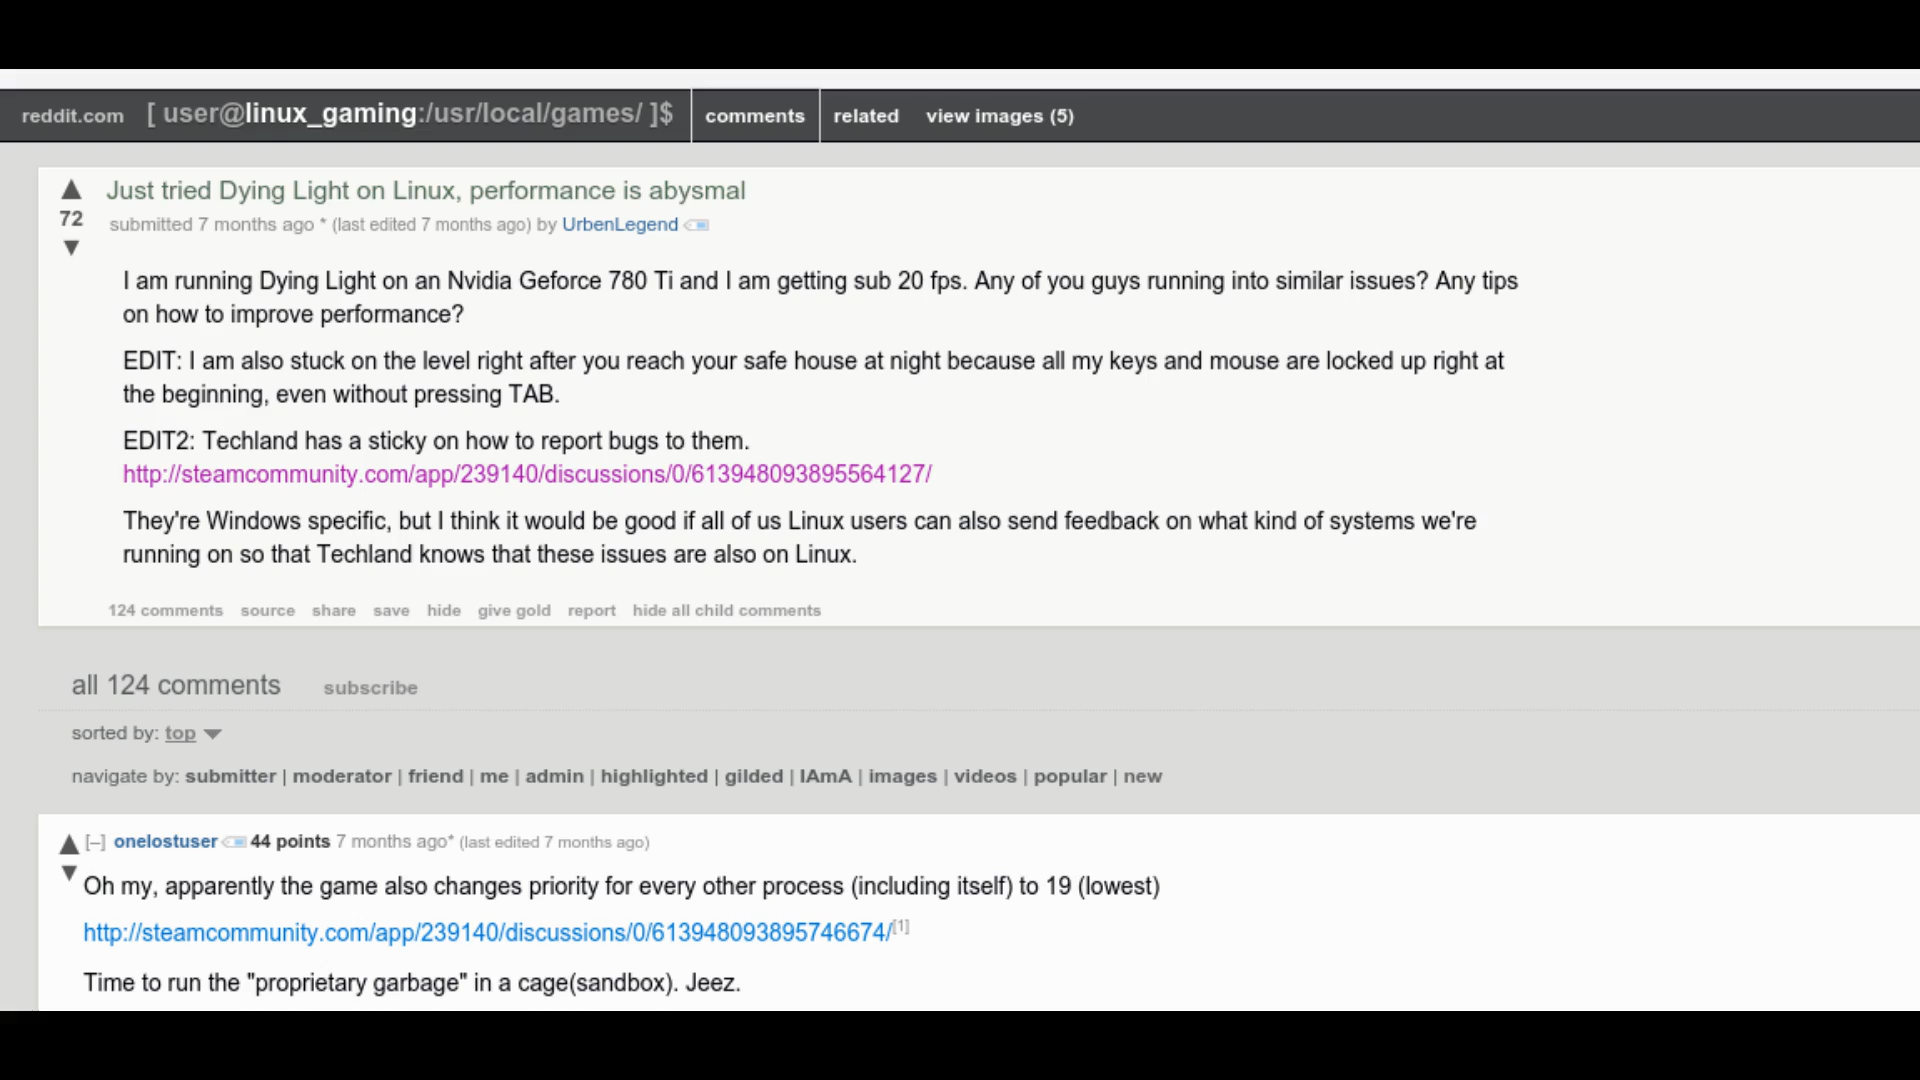 reddit.com [ user@linux_gaming:/usr/local/games/ ]$ comments related view images (5)
Just tried Dying Light on Linux, performance is abysmal
72
submitted 7 months ago * (last edited 7 months ago) by UrbenLegend
I am running Dying Light on an Nvidia Geforce 780 Ti and I am getting sub 20 fps. Any of you guys running into similar issues? Any tips
on how to improve performance?
EDIT: I am also stuck on the level right after you reach your safe house at night because all my keys and mouse are locked up right at
the beginning, even without pressing TAB.
EDIT2: Techland has a sticky on how to report bugs to them.
http://steamcommunity.com/app/239140/discussions/0/613948093895564127/
They're Windows specific, but I think it would be good if all of us Linux users can also send feedback on what kind of systems we're
running on so that Techland knows that these issues are also on Linux.
124 comments source share save hide give gold report hide all child comments
all 124 comments subscribe
sorted by: top
navigate by: submitter | moderator | friend | me | admin | highlighted | gilded | IAmA | images | videos | popular | new
[–] onelostuser 44 points 7 months ago* (last edited 7 months ago)
Oh my, apparently the game also changes priority for every other process (including itself) to 19 (lowest)
http://steamcommunity.com/app/239140/discussions/0/613948093895746674/[1]
Time to run the "proprietary garbage" in a cage(sandbox). Jeez.